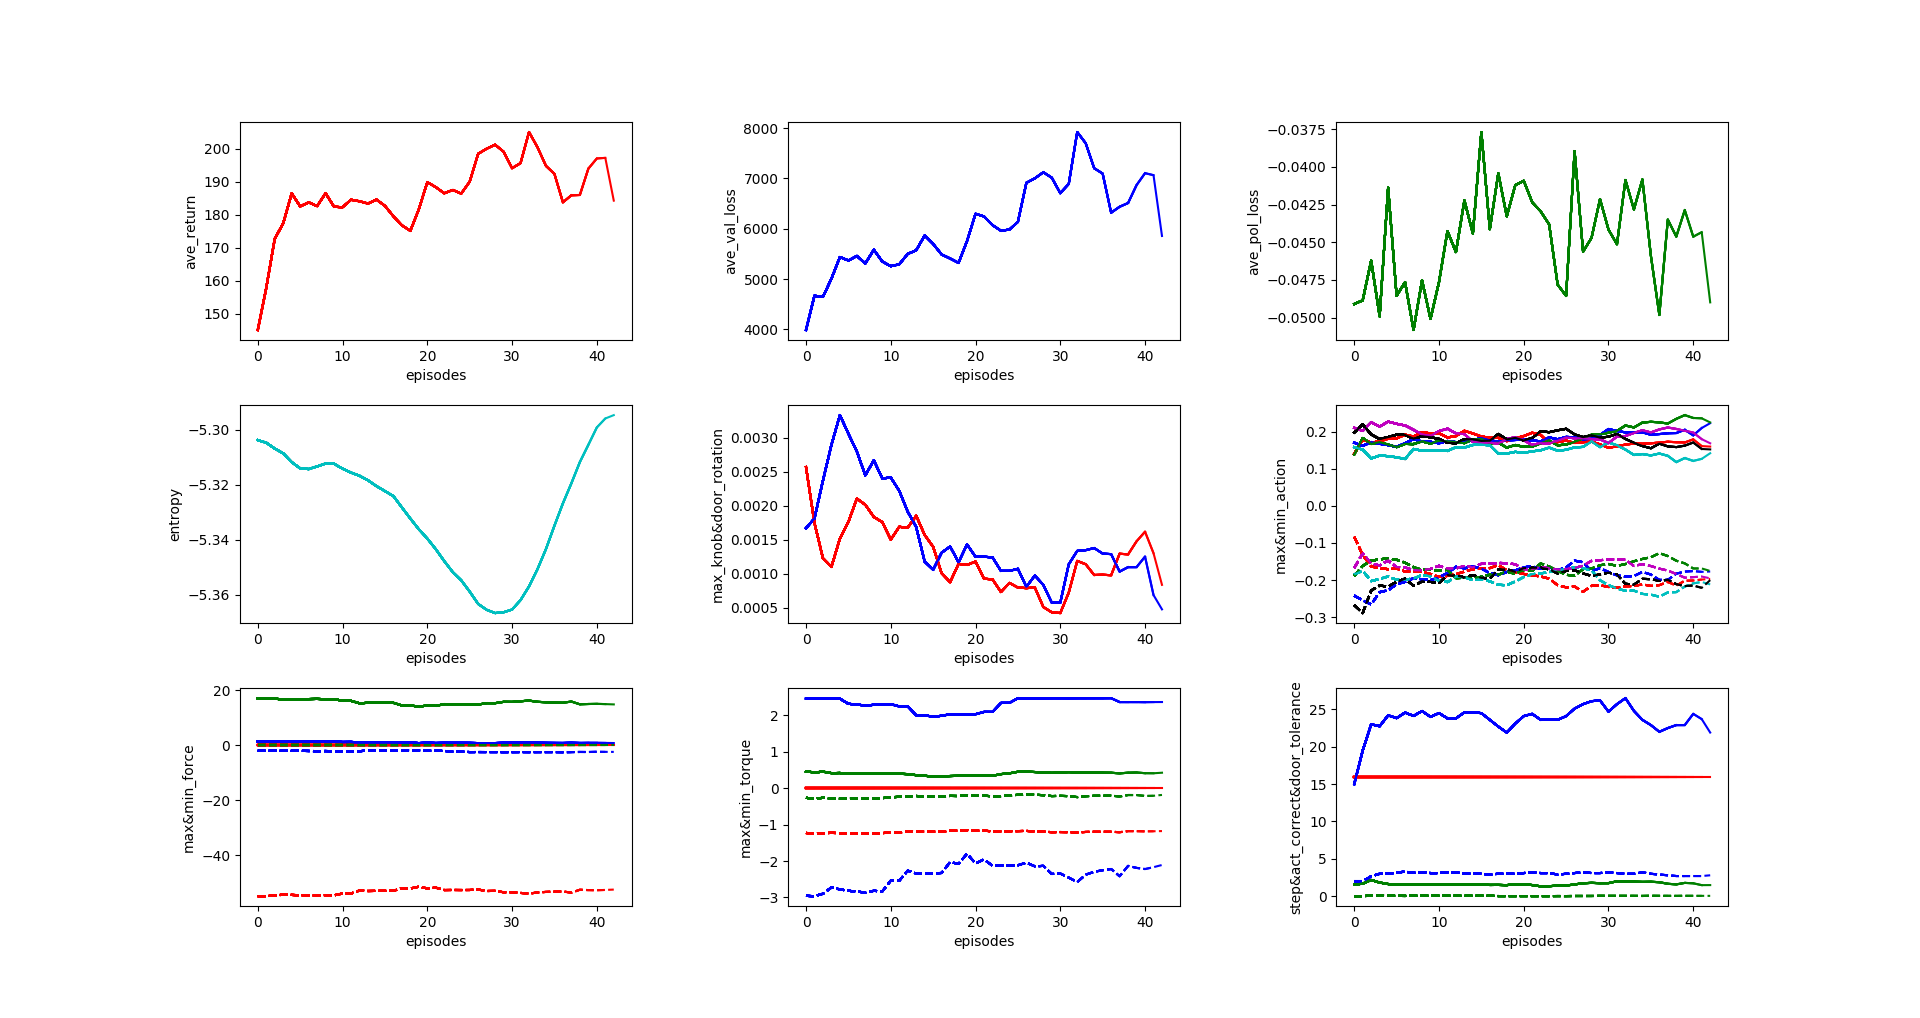 ave_return
200
190
180
170
160
150
0 10 20 30 40
episodes
ave_val_loss
8000
7000
6000
5000
4000
0 10 20 30 40
episodes
ave_pol_loss
−0.0375
−0.0400
−0.0425
−0.0450
−0.0475
−0.0500
0 10 20 30 40
episodes
entropy
−5.30
−5.32
−5.34
−5.36
0 10 20 30 40
episodes
max_knob&door_rotation
0.0030
0.0025
0.0020
0.0015
0.0010
0.0005
0 10 20 30 40
episodes
max&min_action
0.2
0.1
0.0
−0.1
−0.2
−0.3
0 10 20 30 40
episodes
max&min_force
20
0
−20
−40
0 10 20 30 40
episodes
max&min_torque
2
1
0
−1
−2
−3
0 10 20 30 40
episodes
step&act_correct&door_tolerance
25
20
15
10
5
0
0 10 20 30 40
episodes